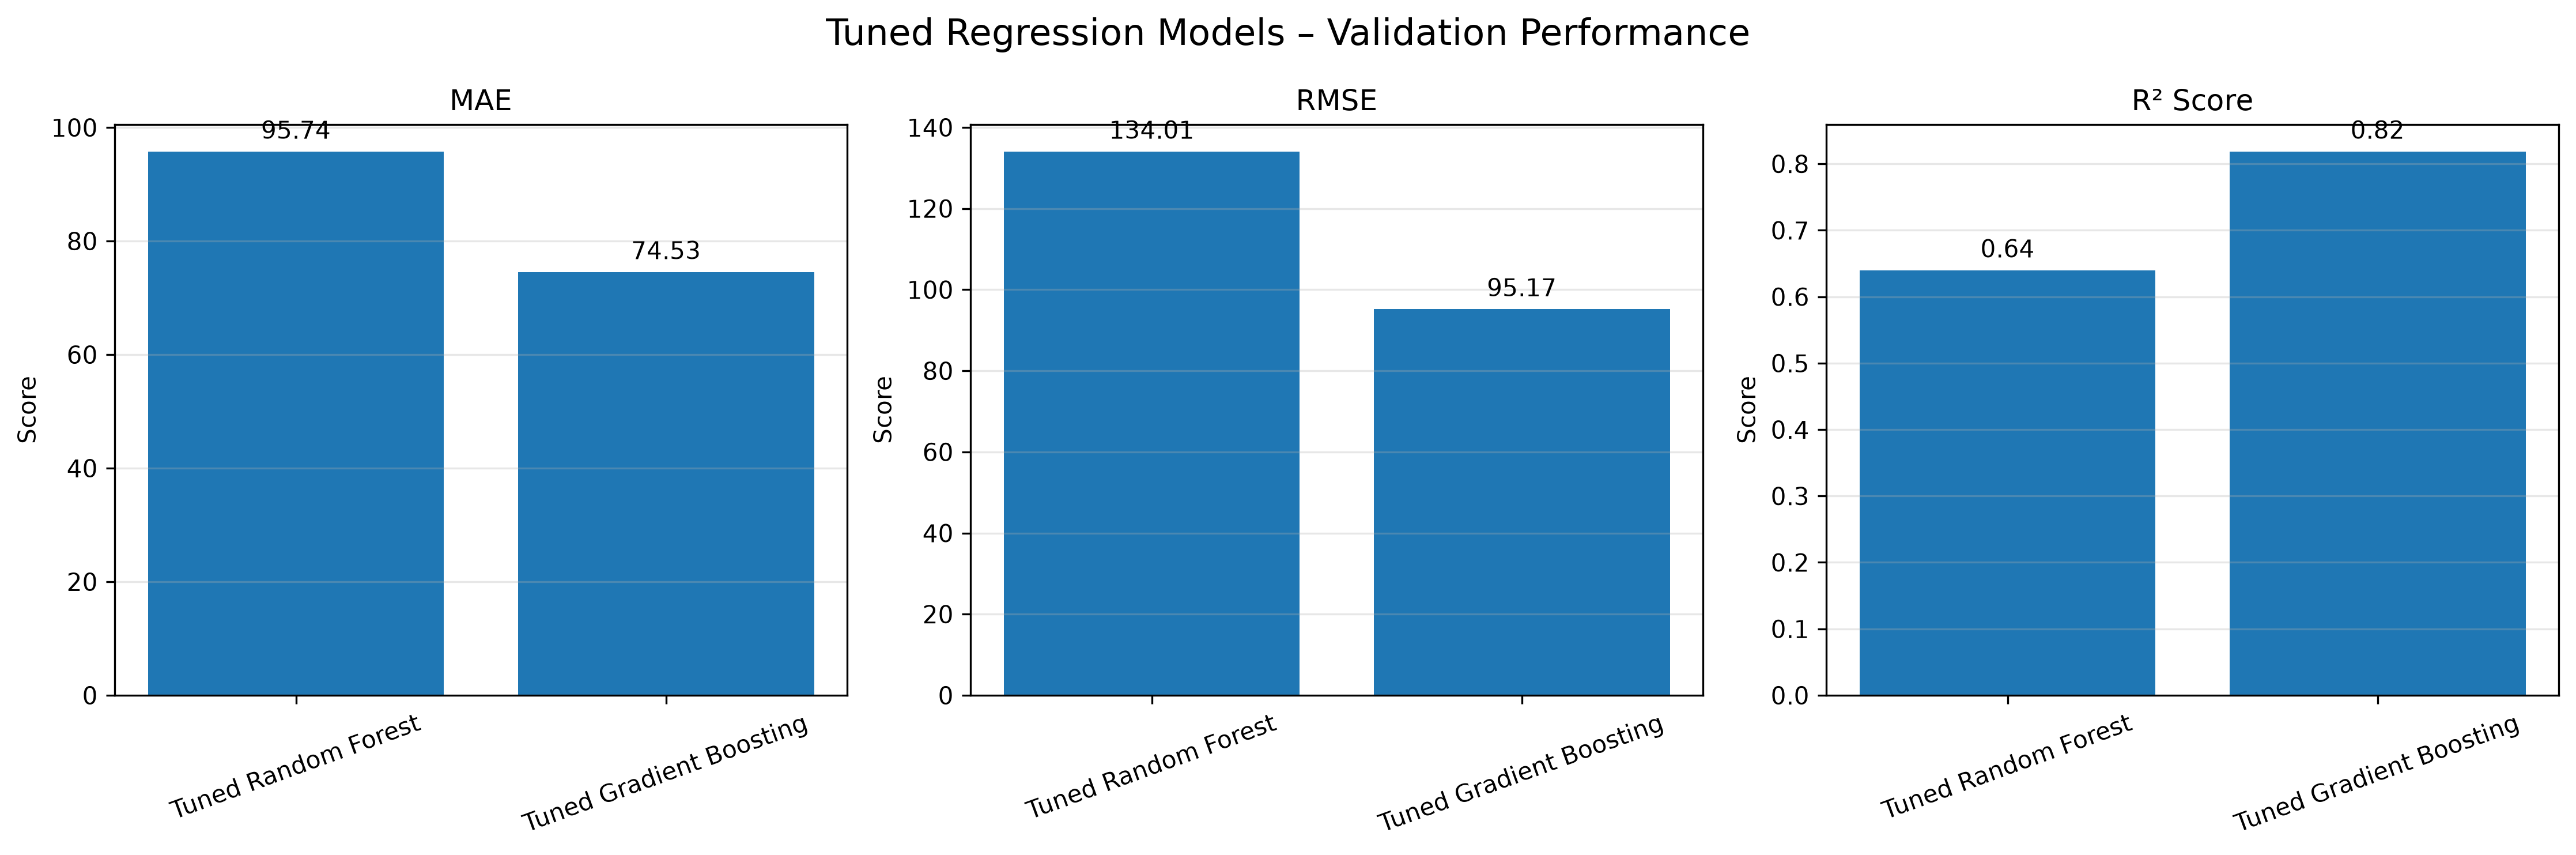 Tuned Regression Models – Validation Performance
MAE
100
80
60
40
20
0
Score
95.74
74.53
Tuned Random Forest
Tuned Gradient Boosting
RMSE
140
120
100
80
60
40
20
0
Score
134.01
95.17
Tuned Random Forest
Tuned Gradient Boosting
R² Score
0.8
0.7
0.6
0.5
0.4
0.3
0.2
0.1
0.0
Score
0.64
0.82
Tuned Random Forest
Tuned Gradient Boosting